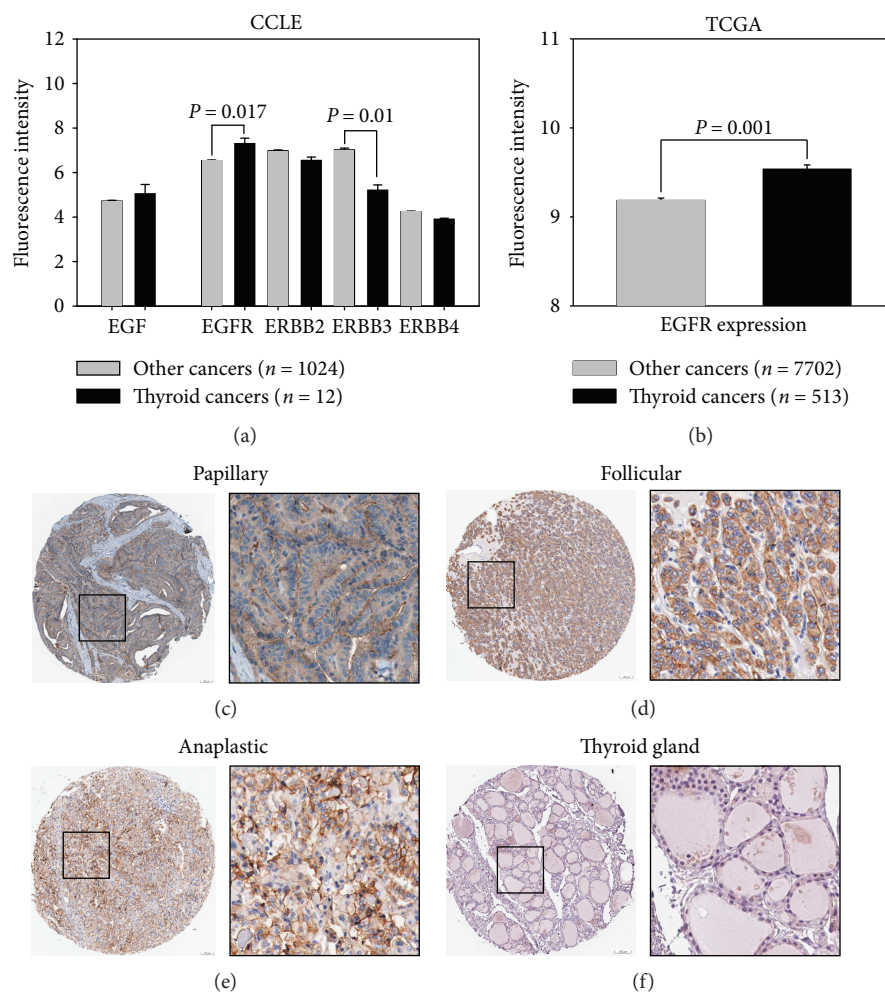 CCLE
12
10
8
6
4
2
0
Fluorescence intensity
P = 0.017
P = 0.01
EGF EGFR ERBB2 ERBB3 ERBB4
Other cancers (n = 1024)
Thyroid cancers (n = 12)
(a)
TCGA
11
10
9
8
Fluorescence intensity
P = 0.001
EGFR expression
Other cancers (n = 7702)
Thyroid cancers (n = 513)
(b)
Papillary
(c)
Follicular
(d)
Anaplastic
(e)
Thyroid gland
(f)